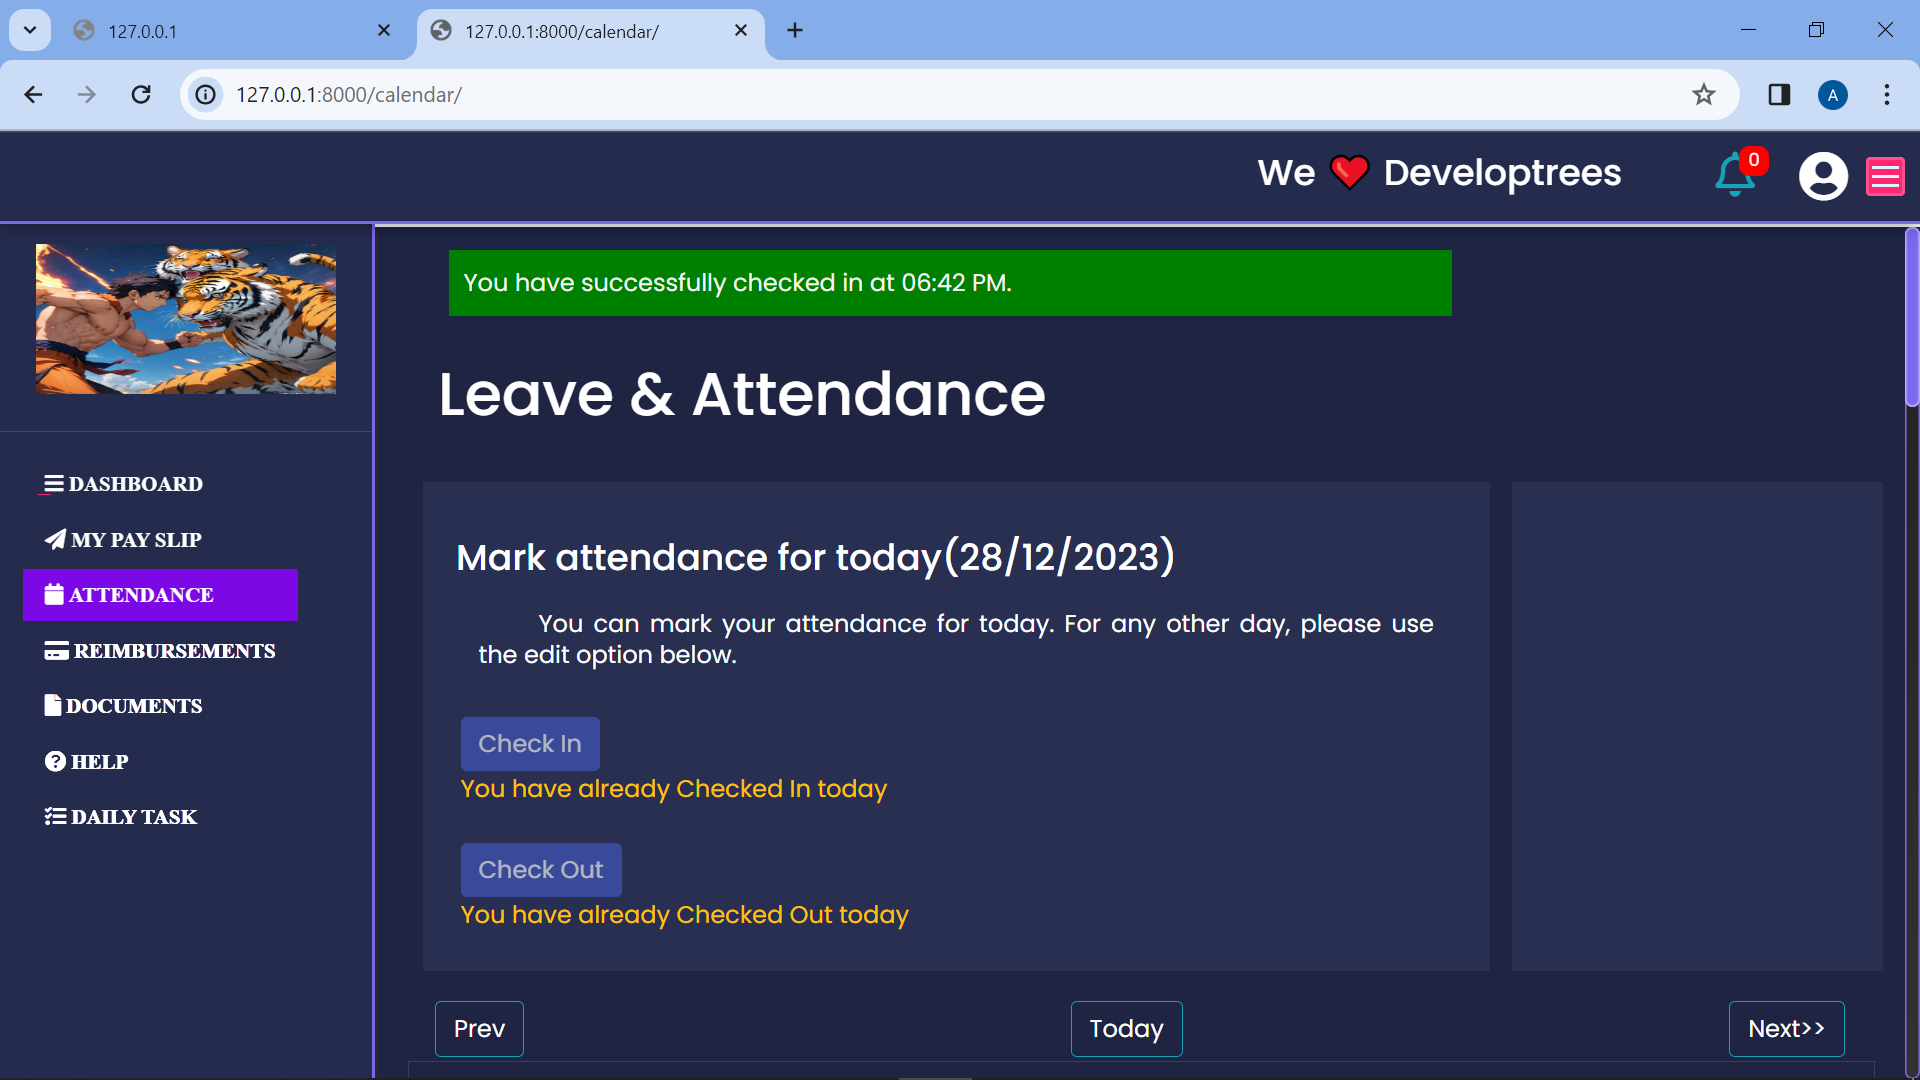 127.0.0.1
127.0.0.1:8000/calendar/
127.0.0.1:8000/calendar/
A
We ❤ Developtrees
0
You have successfully checked in at 06:42 PM.
Leave & Attendance
DASHBOARD
MY PAY SLIP
ATTENDANCE
REIMBURSEMENTS
DOCUMENTS
HELP
DAILY TASK
Mark attendance for today(28/12/2023)
You can mark your attendance for today. For any other day, please use
the edit option below.
Check In
You have already Checked In today
Check Out
You have already Checked Out today
Prev
Today
Next>>